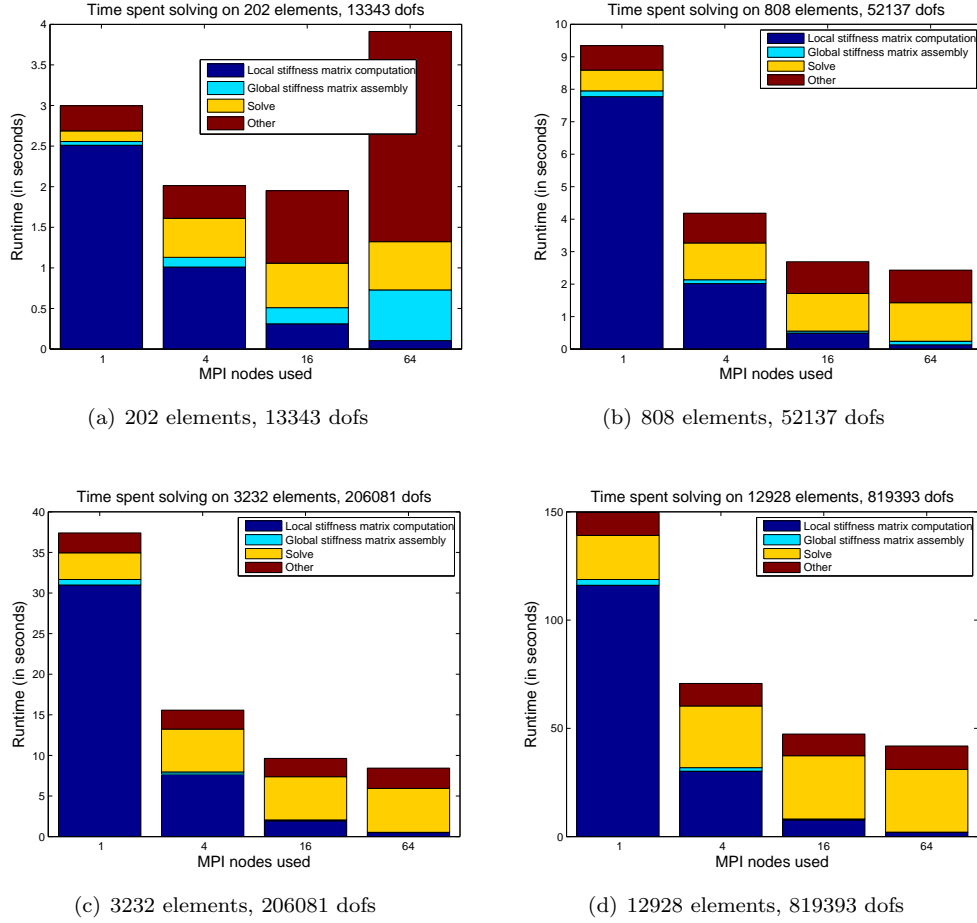 Time spent solving on 202 elements, 13343 dofs
4
3.5
3
2.5
2
1.5
1
0.5
0
Runtime (in seconds)
Local stiffness matrix computation
Global stiffness matrix assembly
Solve
Other
1 4 16 64
MPI nodes used
(a) 202 elements, 13343 dofs
Time spent solving on 808 elements, 52137 dofs
10
9
8
7
6
5
4
3
2
1
0
Runtime (in seconds)
Local stiffness matrix computation
Global stiffness matrix assembly
Solve
Other
1 4 16 64
MPI nodes used
(b) 808 elements, 52137 dofs
Time spent solving on 3232 elements, 206081 dofs
40
35
30
25
20
15
10
5
0
Runtime (in seconds)
Local stiffness matrix computation
Global stiffness matrix assembly
Solve
Other
1 4 16 64
MPI nodes used
(c) 3232 elements, 206081 dofs
Time spent solving on 12928 elements, 819393 dofs
150
100
50
0
Runtime (in seconds)
Local stiffness matrix computation
Global stiffness matrix assembly
Solve
Other
1 4 16 64
MPI nodes used
(d) 12928 elements, 819393 dofs